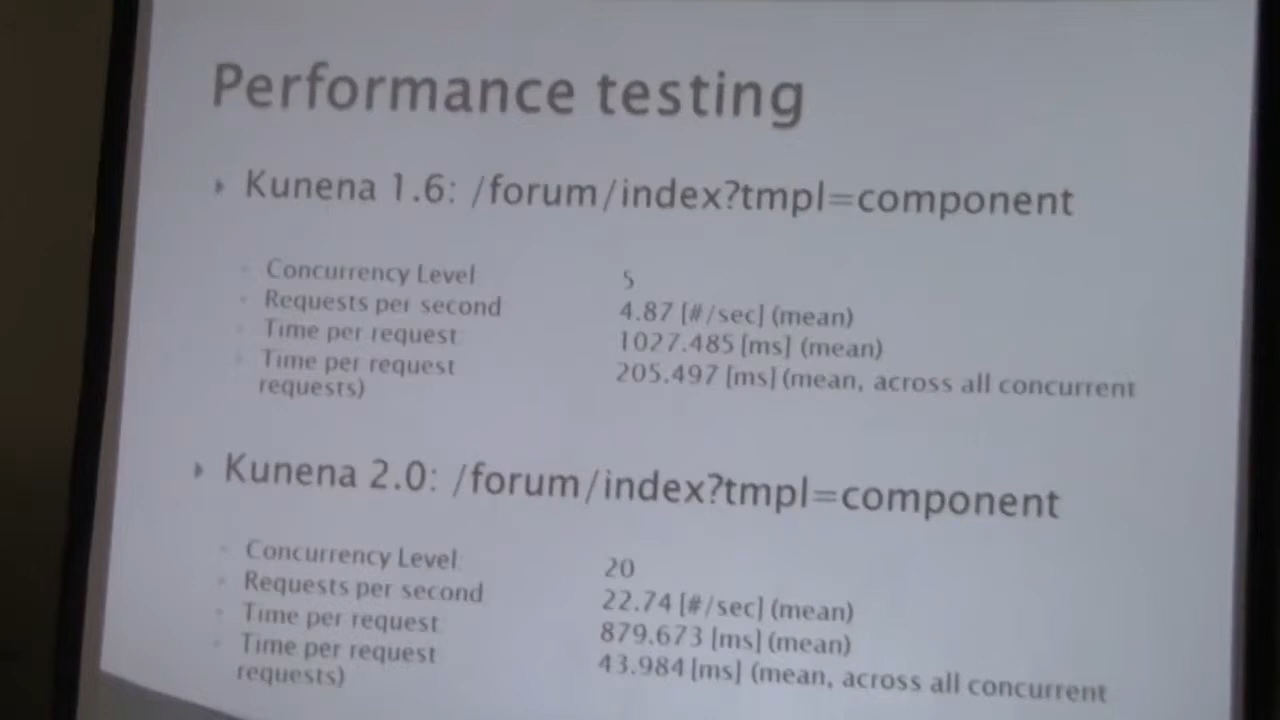 Performance testing
Kunena 1.6: /forum/index?tmpl=component
Concurrency Level 5
Requests per second 4.87 [#/sec] (mean)
Time per request 1027.485 [ms] (mean)
Time per request 205.497 [ms] (mean, across all concurrent
requests)
Kunena 2.0: /forum/index?tmpl=component
Concurrency Level 20
Requests per second 22.74 [#/sec] (mean)
Time per request 879.673 [ms] (mean)
Time per request 43.984 [ms] (mean, across all concurrent
requests)